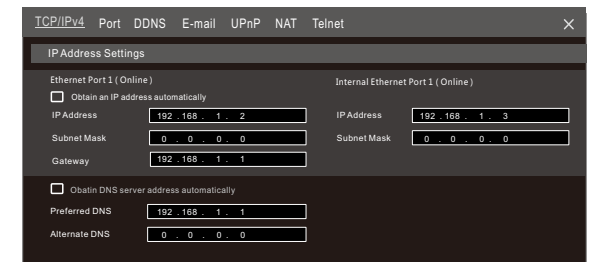 TCP/IPv4 Port DDNS E-mail UPnP NAT Telnet ×
IP Address Settings
Ethernet Port 1 ( Online )
Internal Ethernet Port 1 ( Online )
Obtain an IP address automatically
IP Address 192 . 168 . 1 . 2 IP Address 192 . 168 . 1 . 3
Subnet Mask 0 . 0 . 0 . 0 Subnet Mask 0 . 0 . 0 . 0
Gateway 192 . 168 . 1 . 1
Obatin DNS server address automatically
Preferred DNS 192 . 168 . 1 . 1
Alternate DNS 0 . 0 . 0 . 0